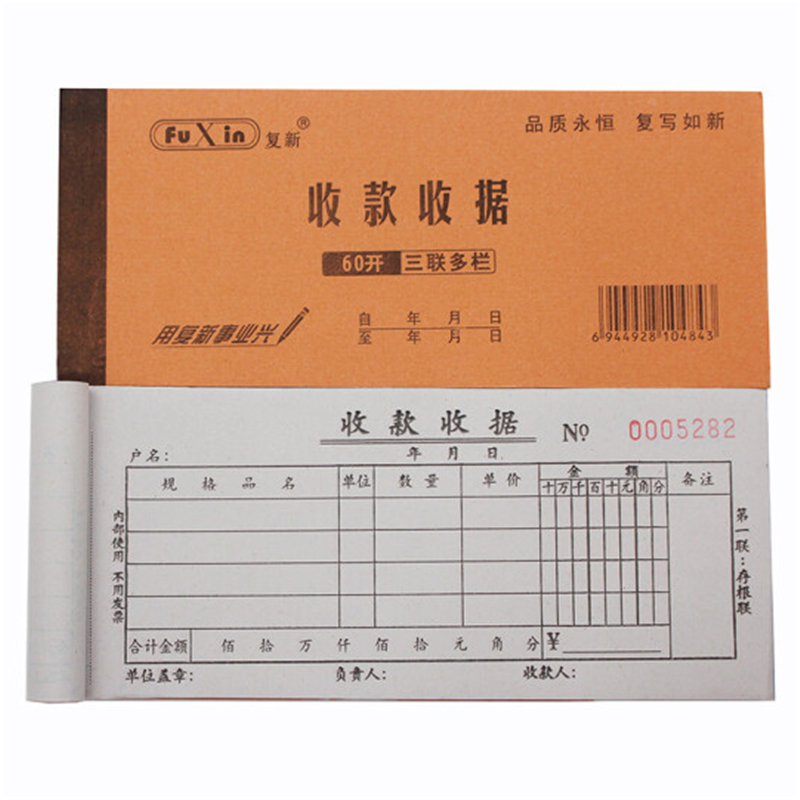 FuXin 复新®
品质永恒 复写如新
收款收据
60开 三联多栏
用复新事业兴
自 年 月 日
至 年 月 日
6 944928 104843
收款收据 № 0005282
户名： 年 月 日
规格品名 单位 数量 单价 金额 备注
十万千百十元角分
内部使用 不用发票
第一联：存根联
合计金额 佰 拾 万 仟 佰 拾 元 角 分 ¥
单位盖章： 负责人： 收款人：